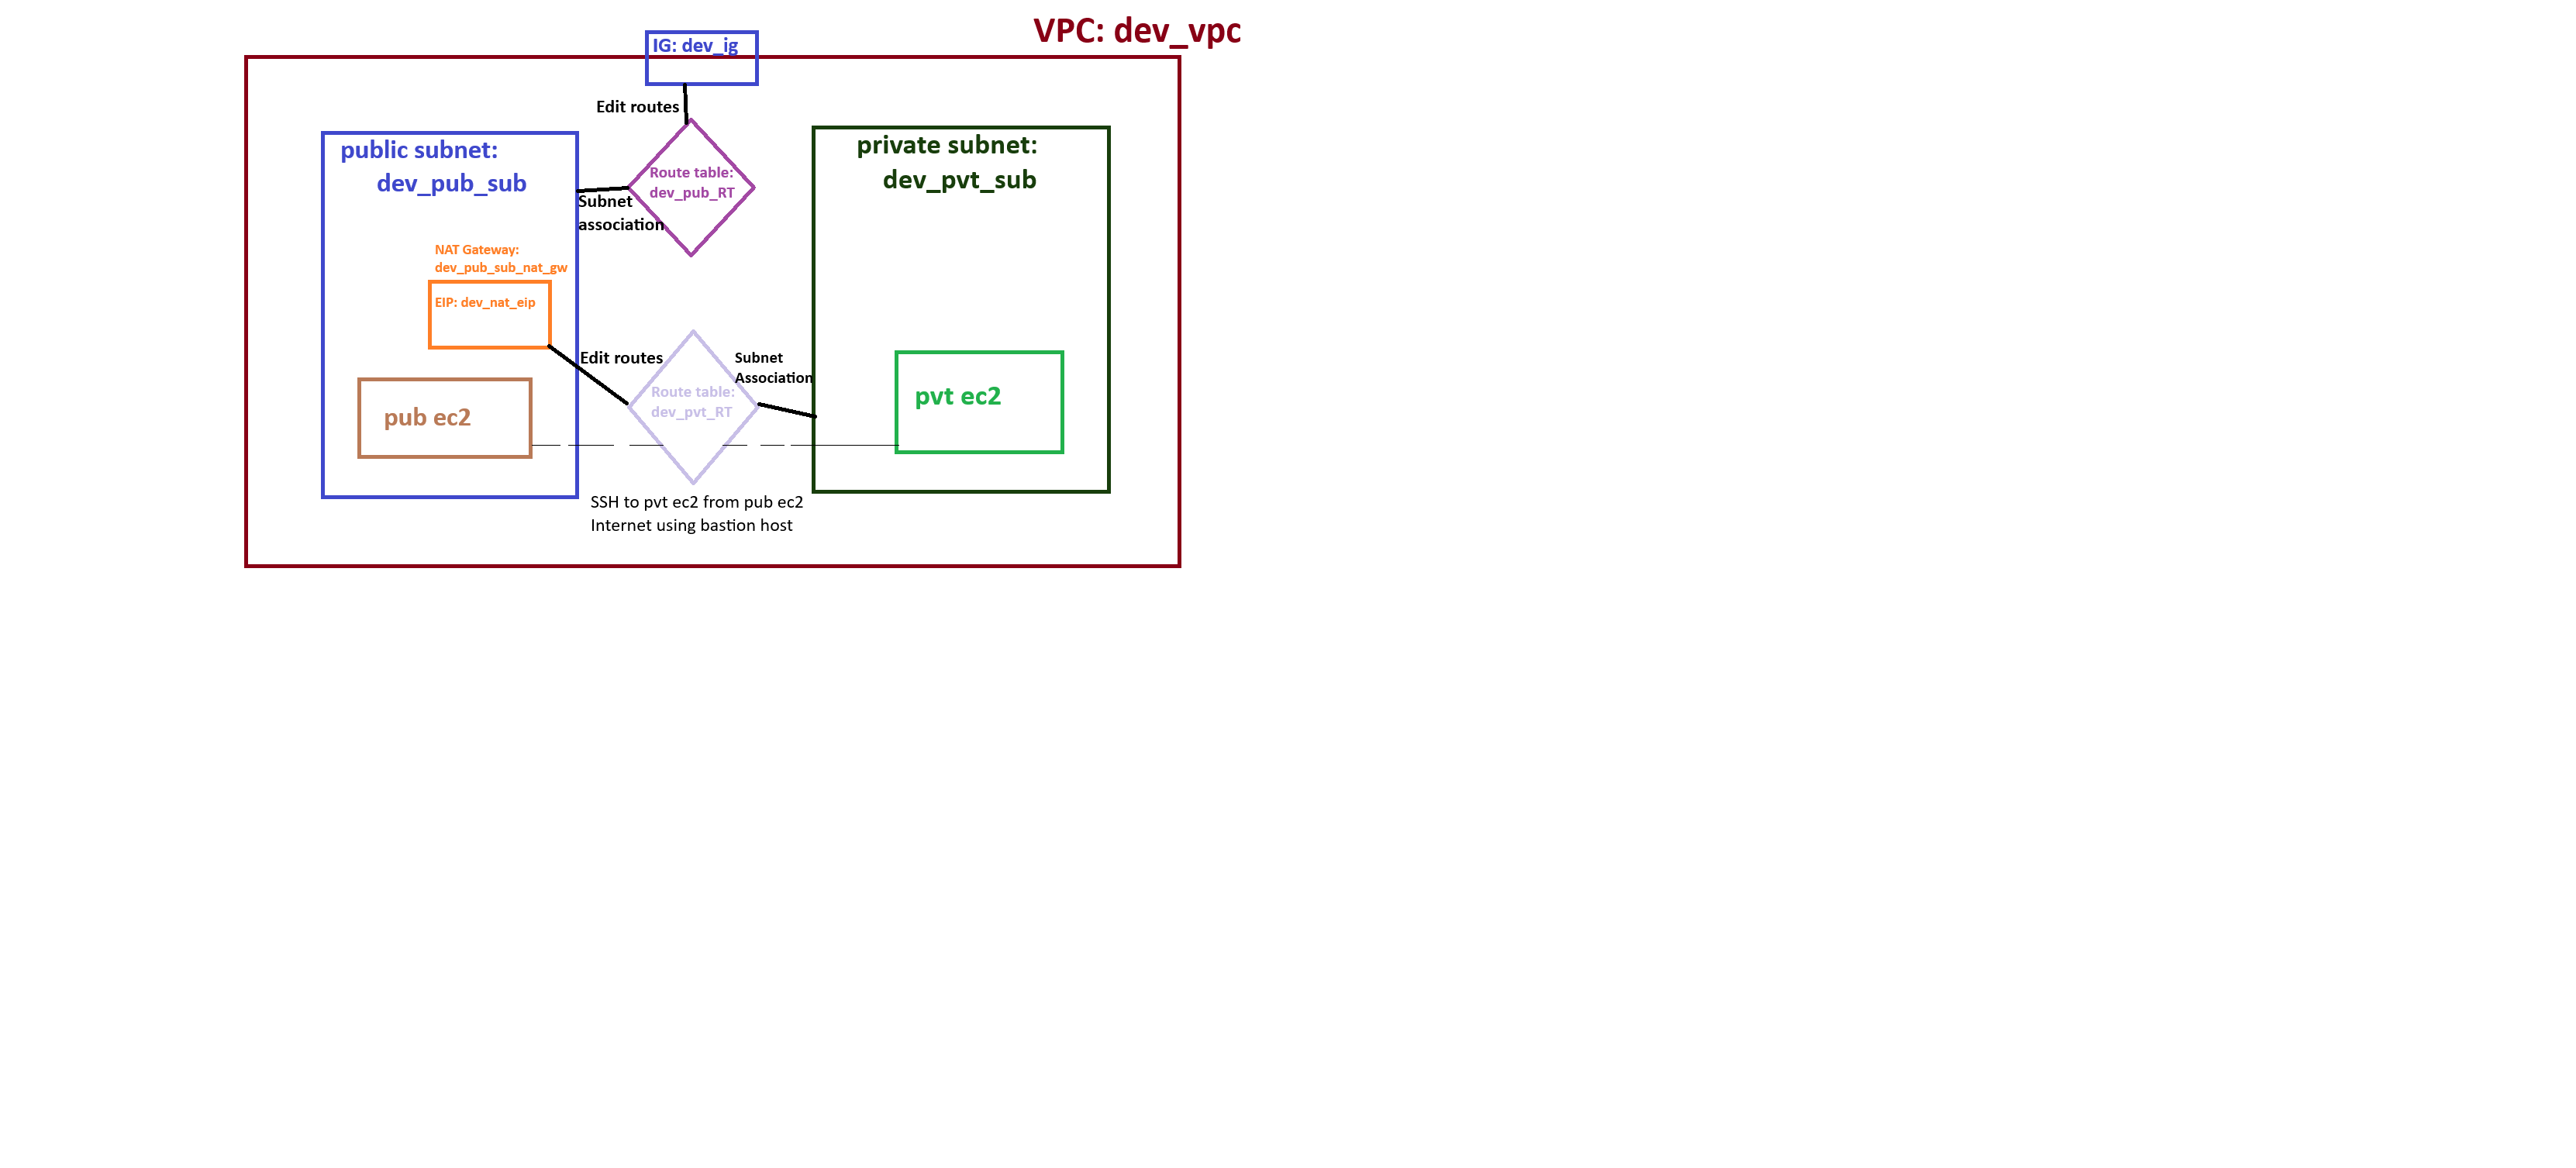 VPC: dev_vpc
IG: dev_ig
Edit routes
public subnet:
dev_pub_sub
Route table:
dev_pub_RT
Subnet
association
private subnet:
dev_pvt_sub
NAT Gateway:
dev_pub_sub_nat_gw
EIP: dev_nat_eip
Edit routes
Subnet
Association
Route table:
dev_pvt_RT
pub ec2
pvt ec2
SSH to pvt ec2 from pub ec2
Internet using bastion host